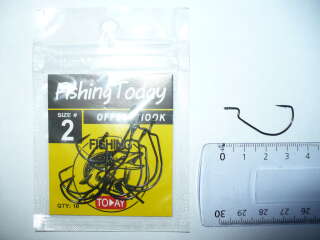 Fishing Today
SIZE #
2
OFFSET HOOK
FISHING
TODAY
QTY: 10
0 1 2 3 4
30 29 28 27 26